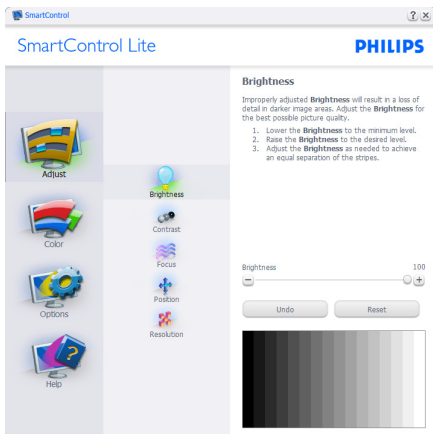 SmartControl
SmartControl Lite
PHILIPS
Adjust
Color
Options
Help
Brightness
Contrast
Focus
Position
Resolution
Brightness
Improperly adjusted Brightness will result in a loss of
detail in darker image areas. Adjust the Brightness for
the best possible picture quality.
1. Lower the Brightness to the minimum level.
2. Raise the Brightness to the desired level.
3. Adjust the Brightness as needed to achieve
an equal separation of the stripes.
Brightness 100
Undo Reset